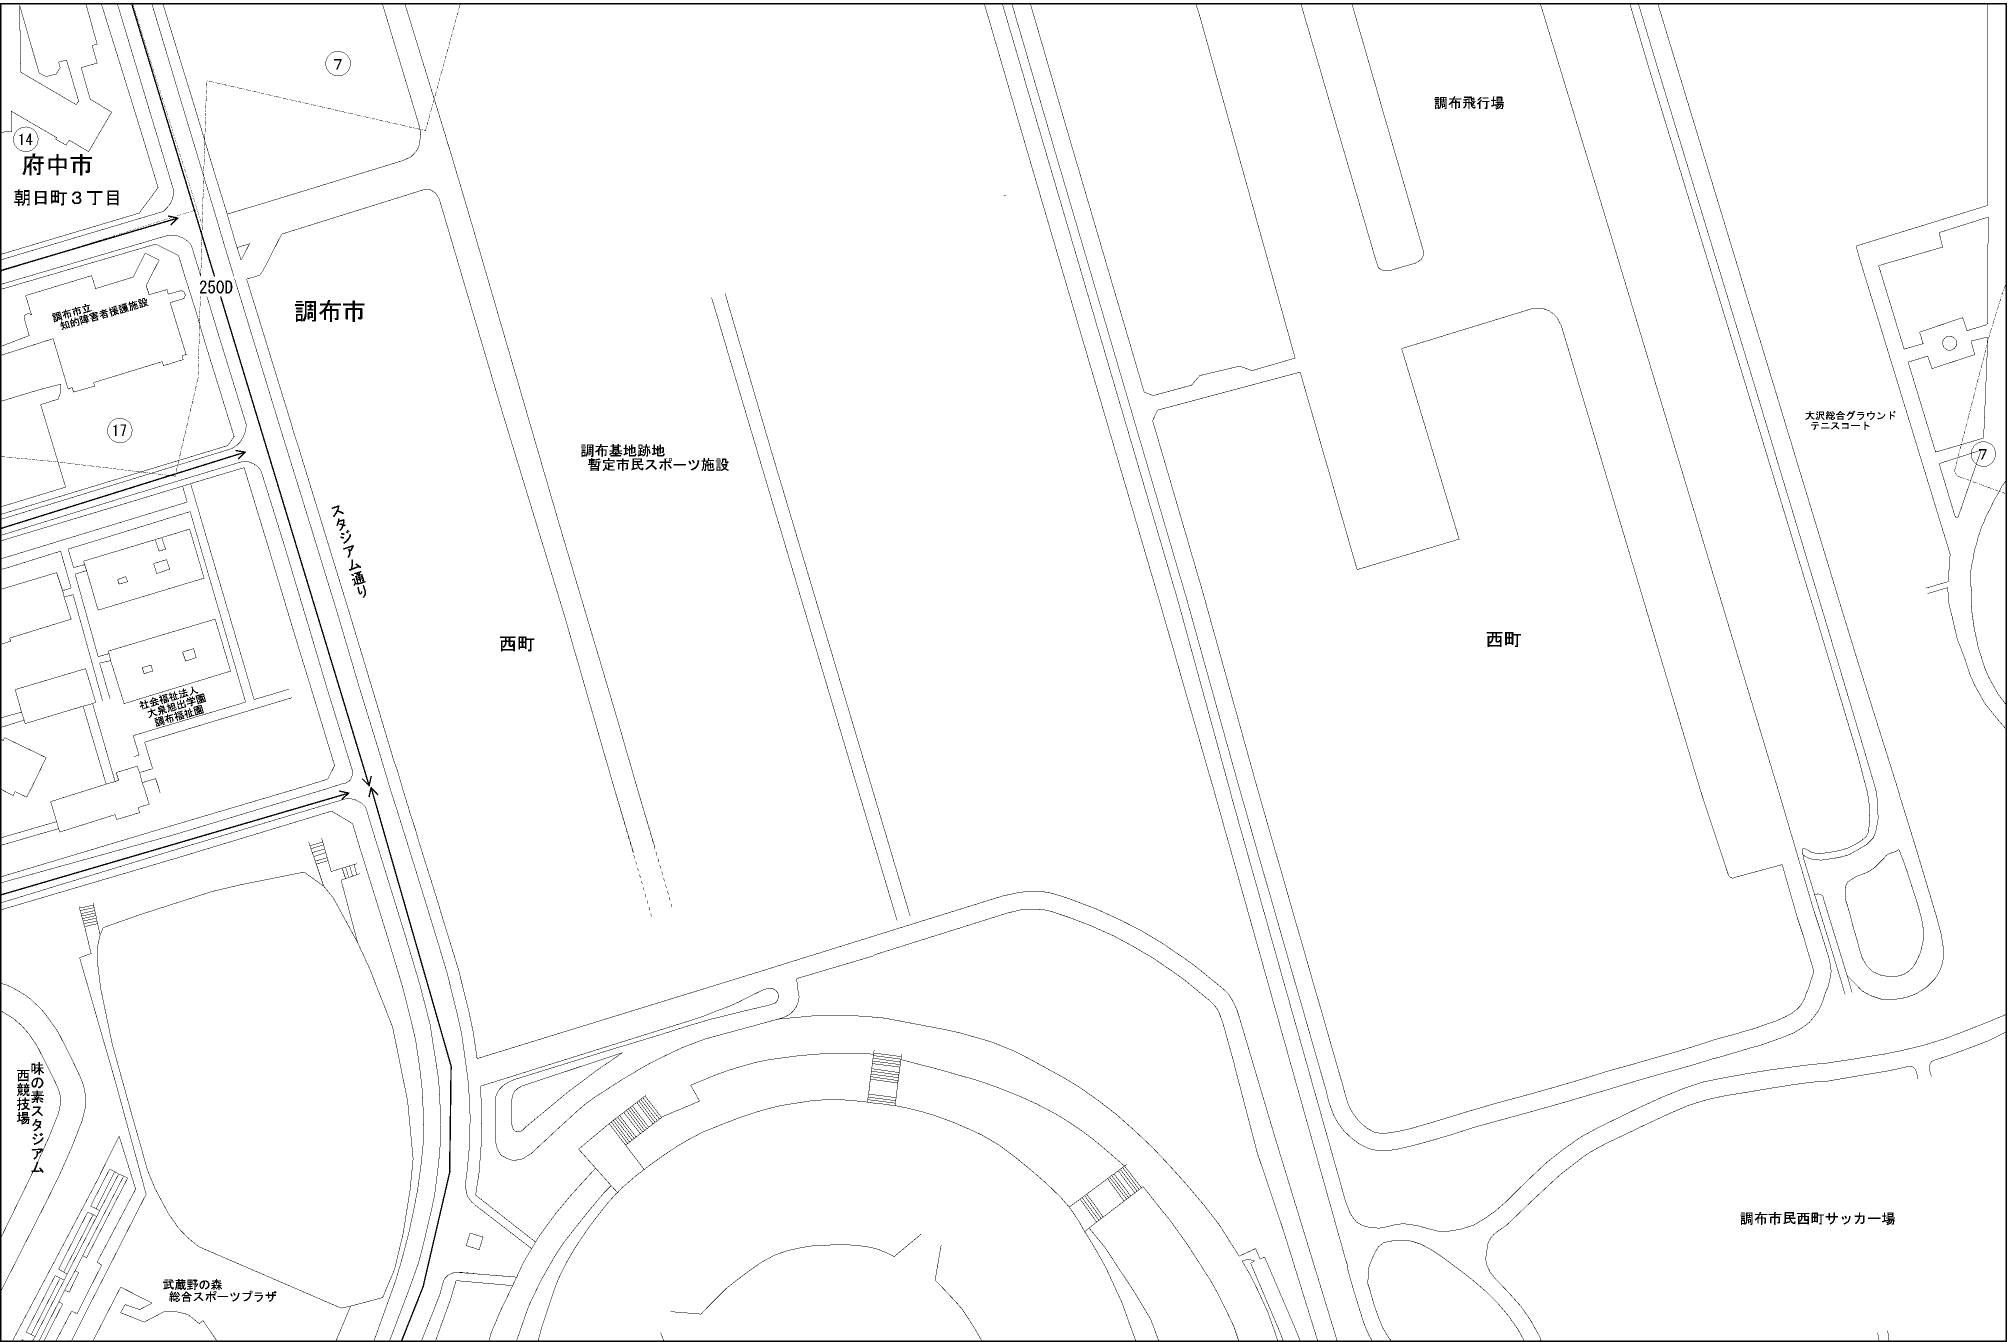 7
調布飛行場
14
府中市
朝日町３丁目
250D
調布市
調布市立
知的障害者援護施設
17
調布基地跡地
暫定市民スポーツ施設
大沢総合グラウンド
テニスコート
7
スタジアム通り
西町
西町
社会福祉法人
大泉旭出学園
調布福祉園
味の素スタジアム
西競技場
調布市民西町サッカー場
武蔵野の森
総合スポーツプラザ